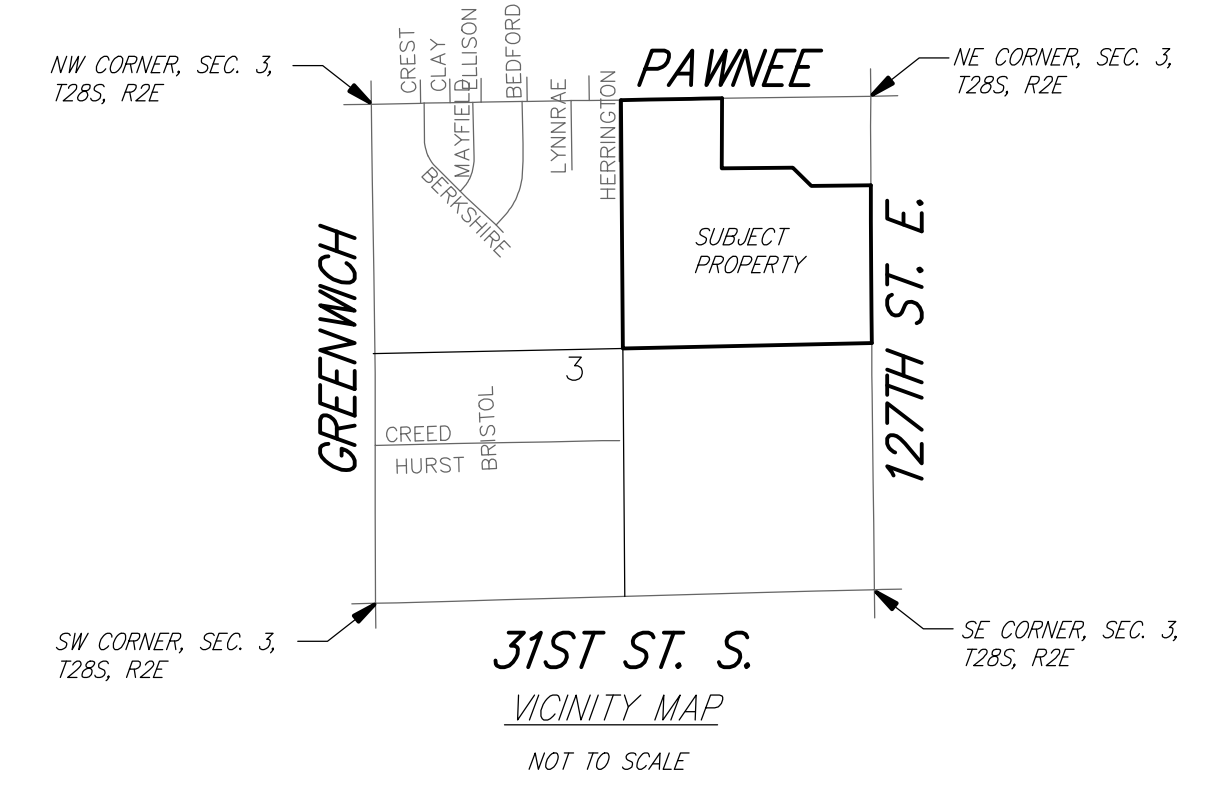 CREST
CLAY
ELLISON
BEDFORD
PAWNEE
NW CORNER, SEC. 3,
T28S, R2E
NE CORNER, SEC. 3,
T28S, R2E
MAYFIELD
LYNNRAE
HERRINGTON
BERKSHIRE
SUBJECT
PROPERTY
GREENWICH
127TH ST. E.
3
CREED
BRISTOL
HURST
SW CORNER, SEC. 3,
T28S, R2E
31ST ST. S.
SE CORNER, SEC. 3,
T28S, R2E
VICINITY MAP
NOT TO SCALE